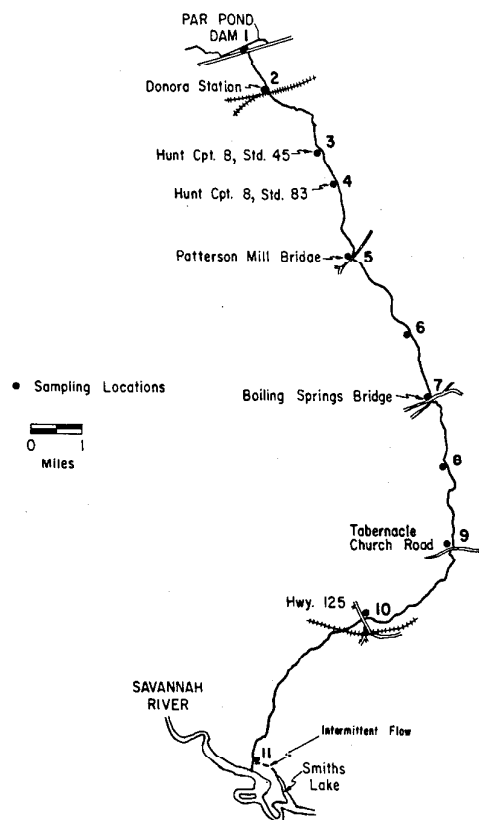 PAR POND
DAM 1
2
Donora Station
3
Hunt Cpt. 8, Std. 45
4
Hunt Cpt. 8, Std. 83
Patterson Mill Bridae
5
6
7
• Sampling Locations
Boiling Springs Bridge
0 1
Miles
8
Tabernacle
Church Road
9
Hwy. 125
10
SAVANNAH
RIVER
Intermittent Flow
11
Smiths
Lake